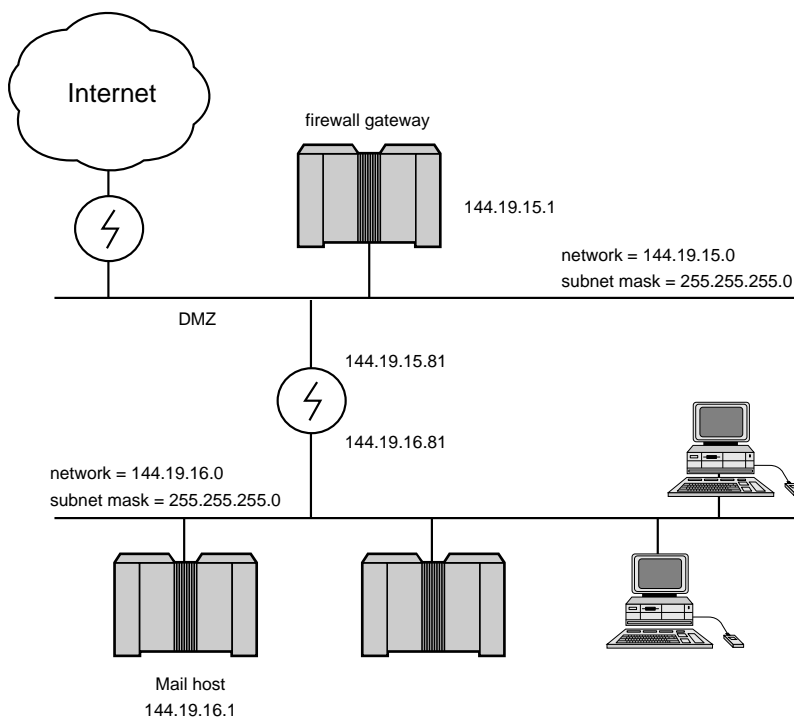 Internet
firewall gateway
144.19.15.1
network = 144.19.15.0
subnet mask = 255.255.255.0
DMZ
144.19.15.81
144.19.16.81
network = 144.19.16.0
subnet mask = 255.255.255.0
Mail host
144.19.16.1